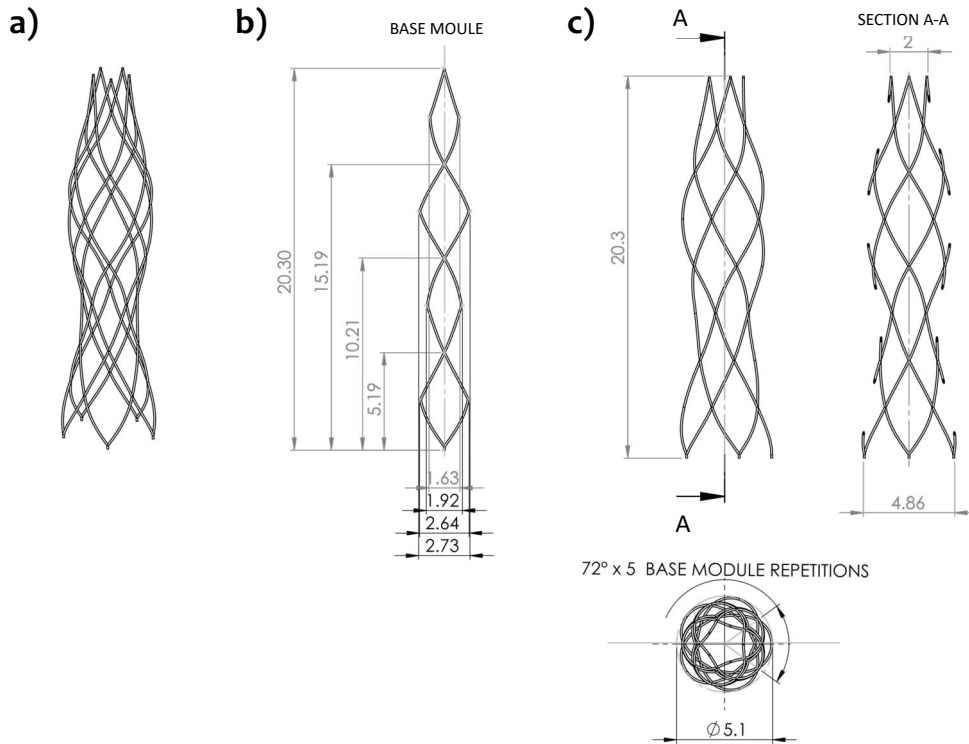 a)
b)
BASE MOULE
20.30
15.19
10.21
5.19
1.63
1.92
2.64
2.73
c)
A
SECTION A-A
2
20.3
A
4.86
72° x 5 BASE MODULE REPETITIONS
∅5.1